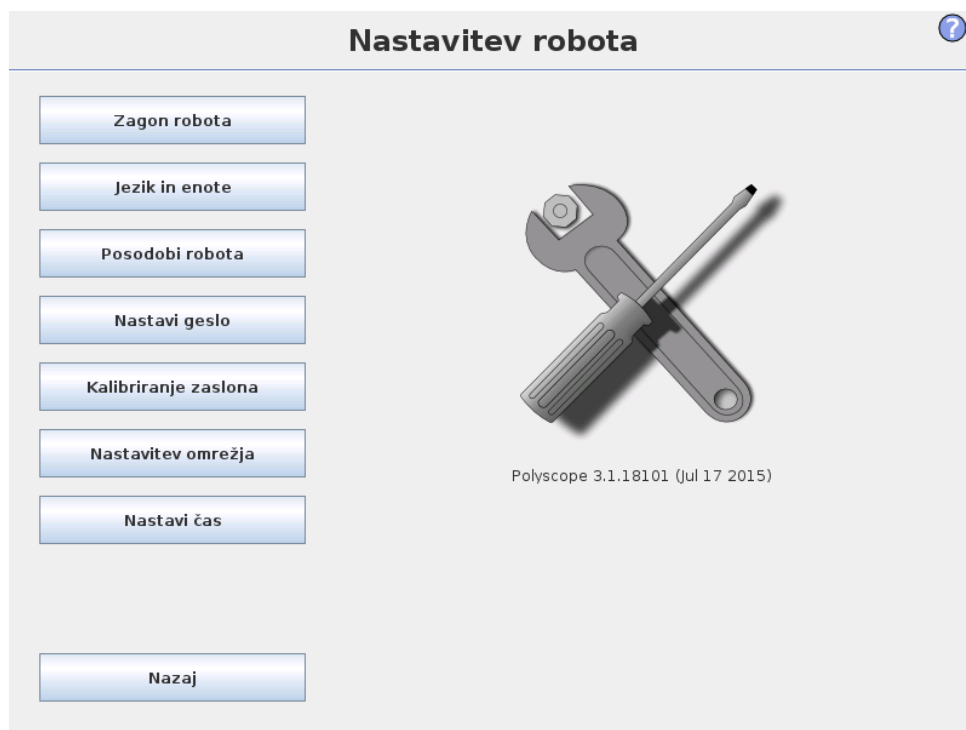 Nastavitev robota
?
Zagon robota
Jezik in enote
Posodobi robota
Nastavi geslo
Kalibriranje zaslona
Nastavitev omrežja
Polyscope 3.1.18101 (Jul 17 2015)
Nastavi čas
Nazaj